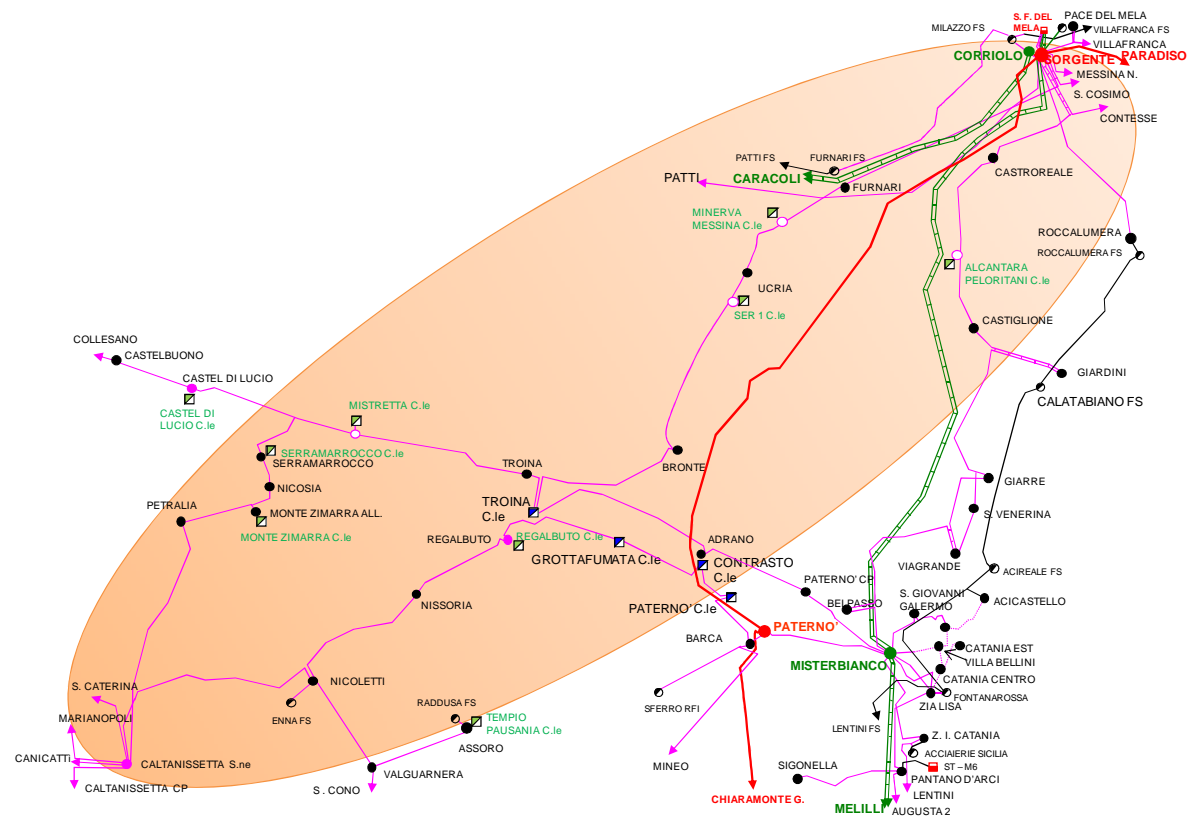 S. F. DEL
MELA
PACE DEL MELA
MILAZZO FS
VILLAFRANCA FS
VILLAFRANCA
CORRIOLO
SORGENTE
PARADISO
MESSINA N.
S. COSIMO
CONTESSE
PATTI FS
FURNARI FS
CASTROREALE
PATTI
CARACOLI
FURNARI
MINERVA
MESSINA C.le
ROCCALUMERA
ROCCALUMERA FS
ALCANTARA
PELORITANI C.le
UCRIA
SER 1 C.le
CASTIGLIONE
COLLESANO
CASTELBUONO
CASTEL DI LUCIO
GIARDINI
CALATABIANO FS
CASTEL DI
LUCIO C.le
MISTRETTA C.le
SERRAMARROCCO C.le
SERRAMARROCCO
TROINA
BRONTE
NICOSIA
GIARRE
PETRALIA
MONTE ZIMARRA ALL.
TROINA
C.le
S. VENERINA
MONTE ZIMARRA C.le
REGALBUTO
REGALBUTO C.le
ADRANO
GROTTAFUMATA C.le
CONTRASTO
C.le
VIAGRANDE
ACIREALE FS
PATERNO' CP
NISSORIA
PATERNO' C.le
BELPASSO
S. GIOVANNI
GALERMO
ACICASTELLO
PATERNO'
BARCA
MISTERBIANCO
CATANIA EST
VILLA BELLINI
CATANIA CENTRO
S. CATERINA
NICOLETTI
SFERRO RFI
ZIA LISA
FONTANAROSSA
MARIANOPOLI
ENNA FS
RADDUSA FS
TEMPIO
PAUSANIA C.le
LENTINI FS
Z. I. CATANIA
ASSORO
ACCIAIERIE SICILIA
CANICATTì
CALTANISSETTA S.ne
VALGUARNERA
MINEO
SIGONELLA
ST – M6
PANTANO D'ARCI
CALTANISSETTA CP
S . CONO
CHIARAMONTE G.
LENTINI
MELILLI
AUGUSTA 2